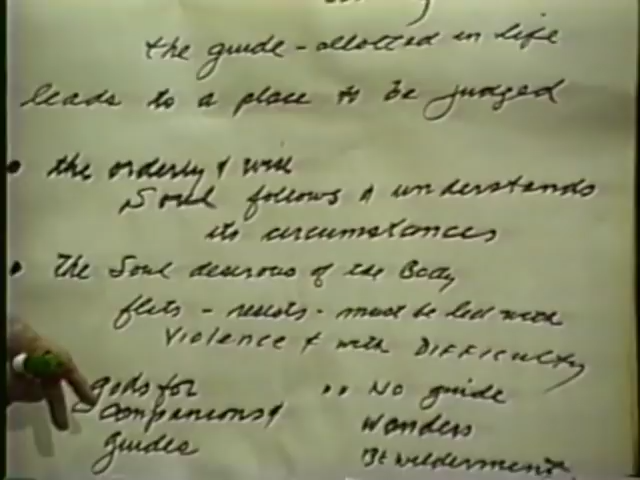 the guide - allotted in life
leads to a place to be judged
• the orderly & wise
Soul follows & understands
its circumstances
• The Soul desirous of the Body
flits - resists - must be led with
Violence & with DIFFICULTY
gods for
companions &
guides
•• No guide
wanders
Bewilderment